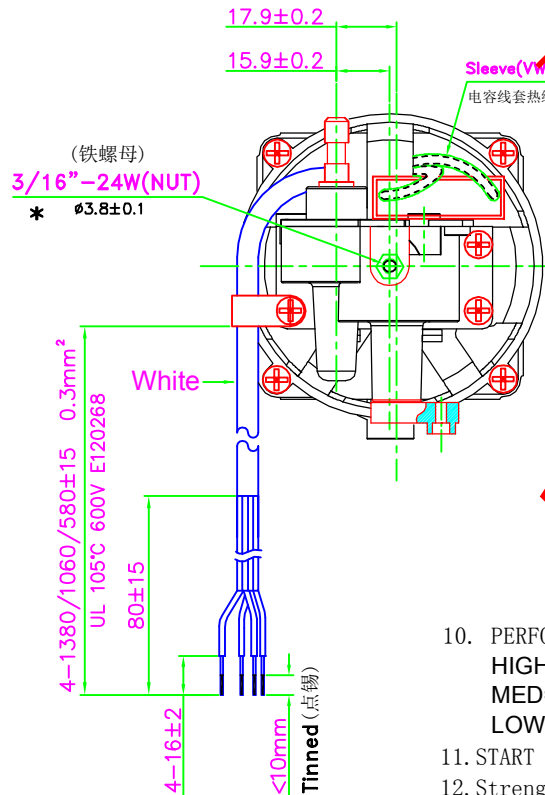 17.9±0.2
15.9±0.2
Sleeve(VW
电容线套热
(铁螺母)
3/16”-24W(NUT)
* ø3.8±0.1
White
4-1380/1060/580±15 0.3mm²
UL 105℃ 600V E120268
80±15
4-16±2
<10mm
Tinned(点锡)
10. PERFO
HIGH
MED
LOW
11.START
12.Streng